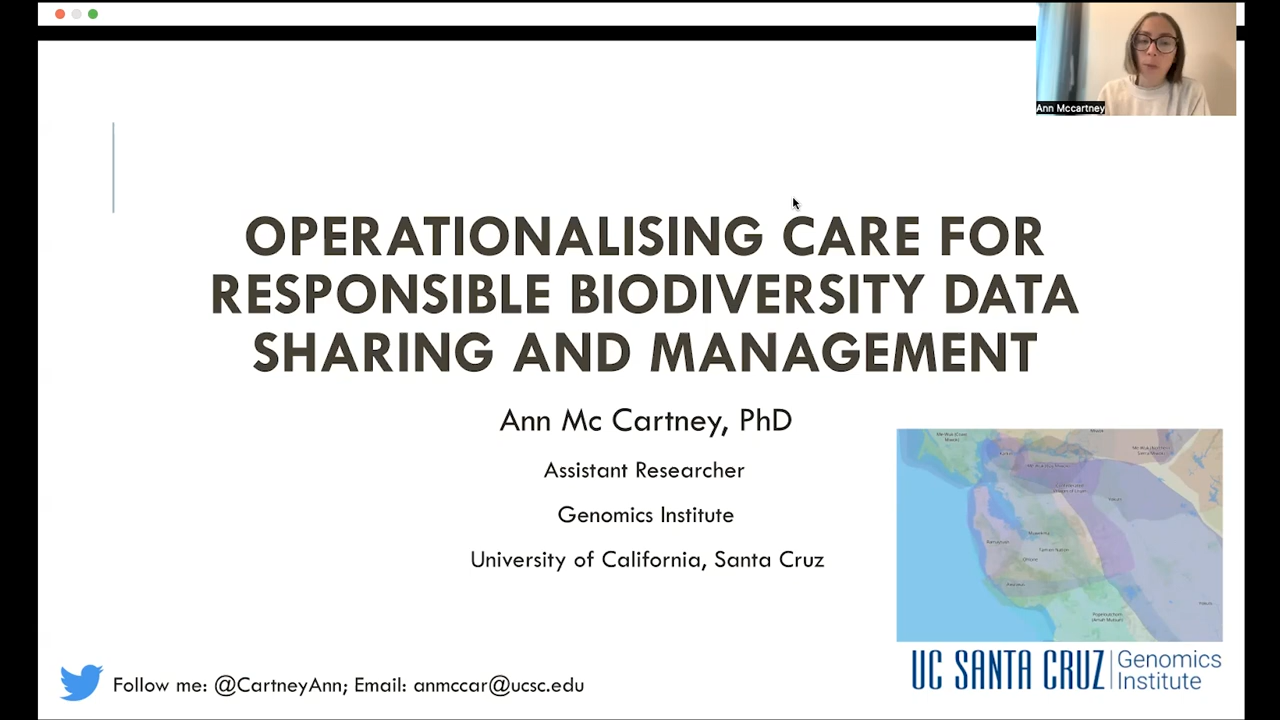 Ann Mccartney
OPERATIONALISING CARE FOR
RESPONSIBLE BIODIVERSITY DATA
SHARING AND MANAGEMENT
Ann Mc Cartney, PhD
Assistant Researcher
Genomics Institute
University of California, Santa Cruz
Follow me: @CartneyAnn; Email: anmccar@ucsc.edu
UC SANTA CRUZ
Genomics
Institute